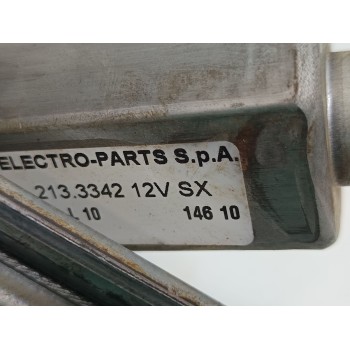 ELECTRO-PARTS S.p.A.
213.3342 12V SX
10 146 10